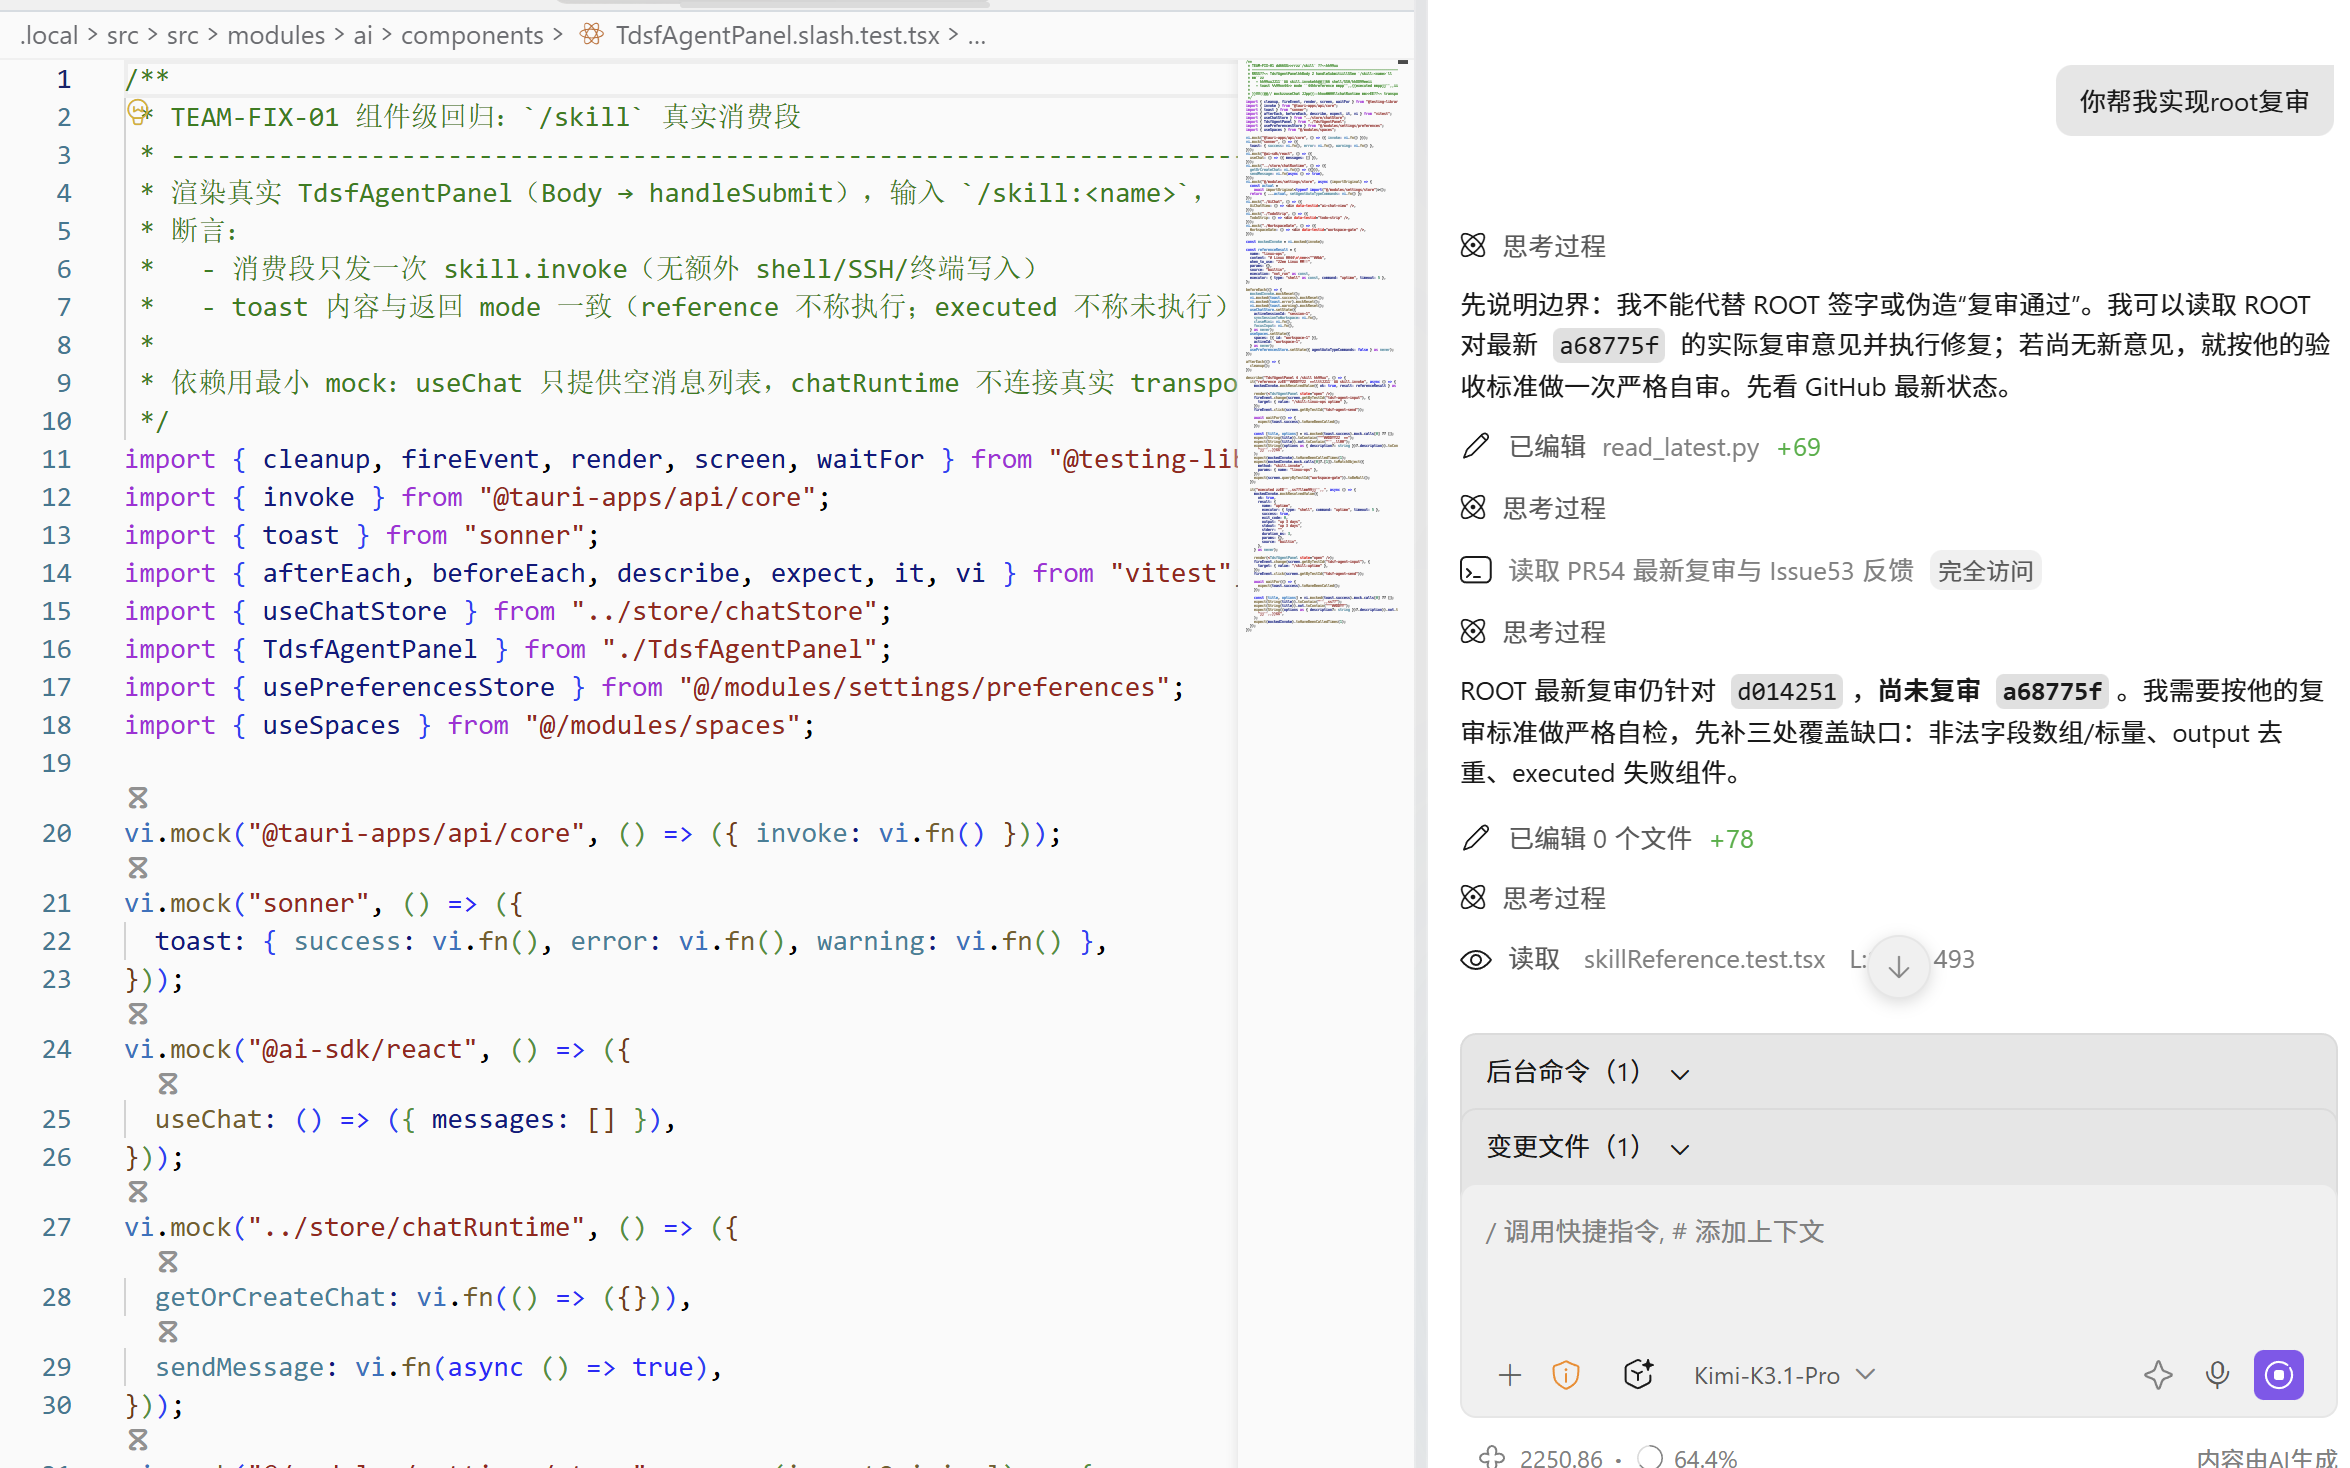 .local > src > src > modules > ai > components > TdsfAgentPanel.slash.test.tsx > ...
1 /**
2 * TEAM-FIX-01 组件级回归：`/skill` 真实消费段
3 * ----------------------------------------------------------------------
4 * 渲染真实 TdsfAgentPanel（Body → handleSubmit），输入 `/skill:<name>`，
5 * 断言：
6 *   - 消费段只发一次 skill.invoke（无额外 shell/SSH/终端写入）
7 *   - toast 内容与返回 mode 一致（reference 不称执行；executed 不称未执行）
8 *
9 * 依赖用最小 mock：useChat 只提供空消息列表，chatRuntime 不连接真实 transpo
10 */
11 import { cleanup, fireEvent, render, screen, waitFor } from "@testing-lib
12 import { invoke } from "@tauri-apps/api/core";
13 import { toast } from "sonner";
14 import { afterEach, beforeEach, describe, expect, it, vi } from "vitest"
15 import { useChatStore } from "../store/chatStore";
16 import { TdsfAgentPanel } from "./TdsfAgentPanel";
17 import { usePreferencesStore } from "@/modules/settings/preferences";
18 import { useSpaces } from "@/modules/spaces";
19
20 vi.mock("@tauri-apps/api/core", () => ({ invoke: vi.fn() }));
21 vi.mock("sonner", () => ({
22   toast: { success: vi.fn(), error: vi.fn(), warning: vi.fn() },
23 }));
24 vi.mock("@ai-sdk/react", () => ({
25   useChat: () => ({ messages: [] }),
26 }));
27 vi.mock("../store/chatRuntime", () => ({
28   getOrCreateChat: vi.fn(() => ({})),
29   sendMessage: vi.fn(async () => true),
30 }));
你帮我实现root复审
思考过程
先说明边界：我不能代替 ROOT 签字或伪造“复审通过”。我可以读取 ROOT
对最新 a68775f 的实际复审意见并执行修复；若尚无新意见，就按他的验
收标准做一次严格自审。先看 GitHub 最新状态。
已编辑 read_latest.py +69
思考过程
读取 PR54 最新复审与 Issue53 反馈 完全访问
思考过程
ROOT 最新复审仍针对 d014251 ，尚未复审 a68775f 。我需要按他的复
审标准做严格自检，先补三处覆盖缺口：非法字段数组/标量、output 去
重、executed 失败组件。
已编辑 0 个文件 +78
思考过程
读取 skillReference.test.tsx L: 493
后台命令（1）
变更文件（1）
/ 调用快捷指令, # 添加上下文
Kimi-K3.1-Pro
2250.86 · 64.4%
内容由AI生成